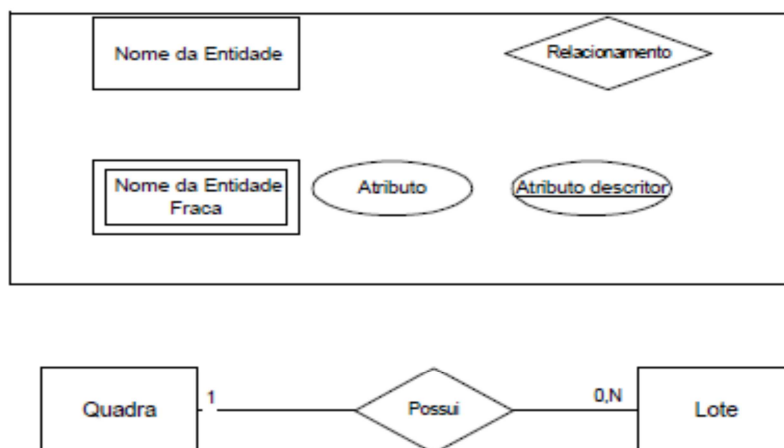 Nome da Entidade
Relacionamento
Nome da Entidade
Fraca
Atributo
Atributo descritor
Quadra
1
Possui
0,N
Lote